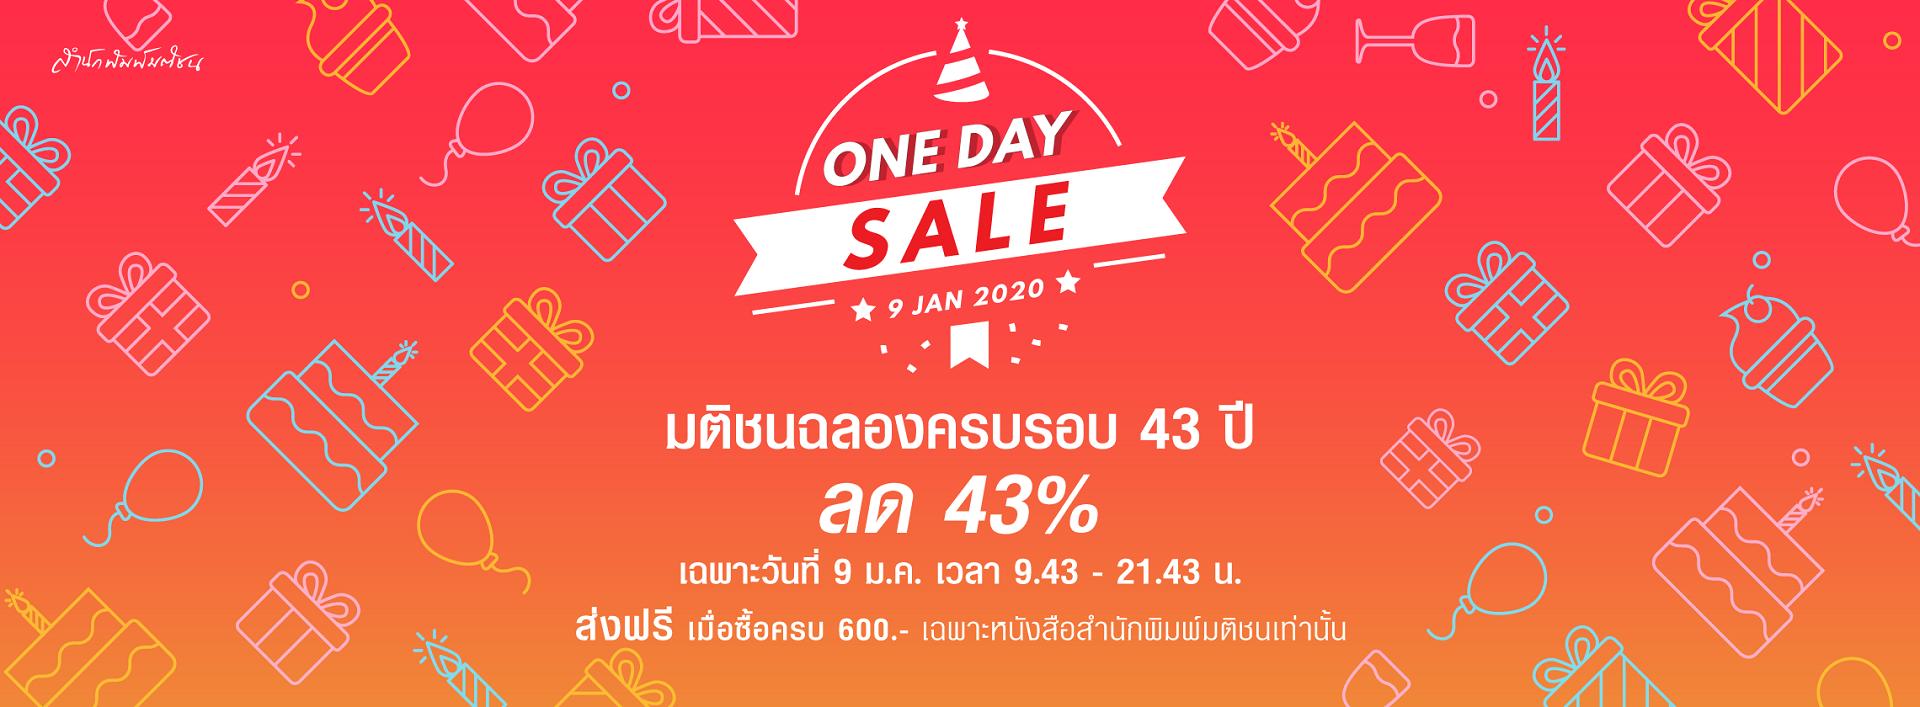 สำนักพิมพ์มติชน
ONE DAY
SALE
9 JAN 2020
มติชนฉลองครบรอบ 43 ปี
ลด 43%
เฉพาะวันที่ 9 ม.ค. เวลา 9.43 - 21.43 น.
ส่งฟรี เมื่อซื้อครบ 600.- เฉพาะหนังสือสำนักพิมพ์มติชนเท่านั้น